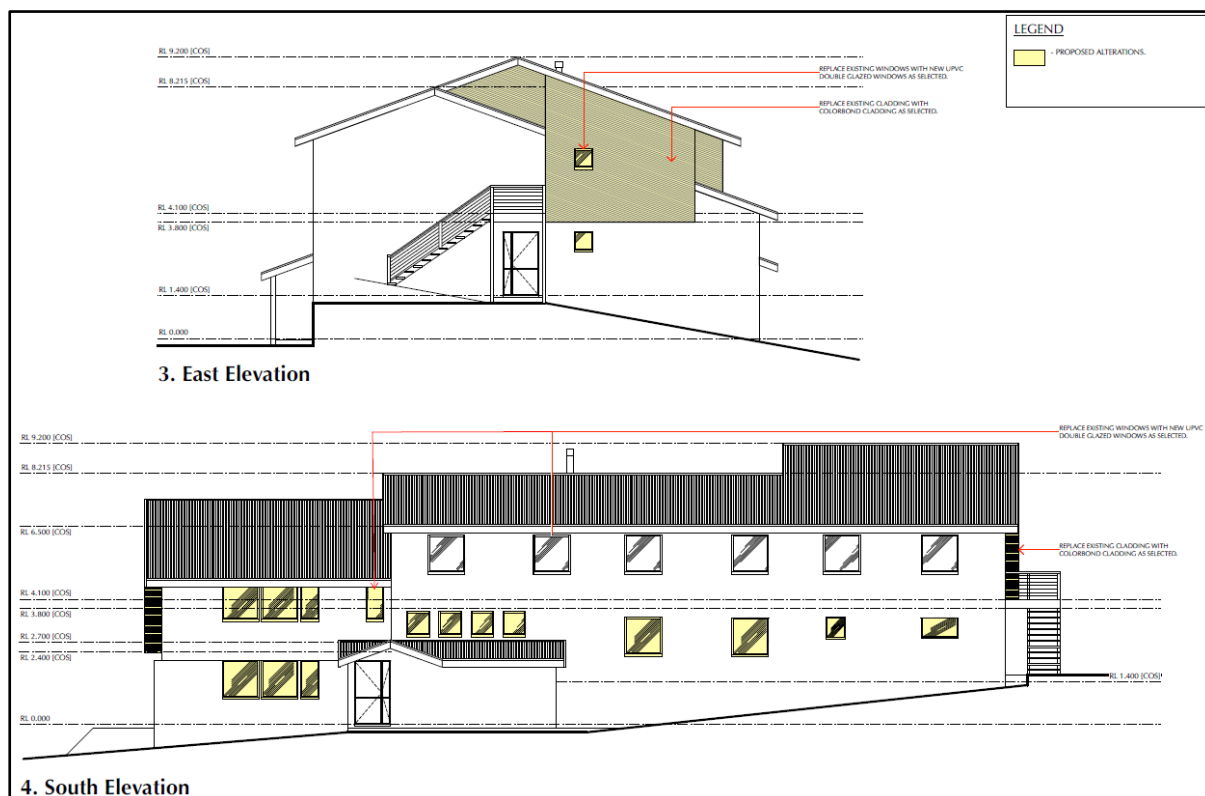 LEGEND
- PROPOSED ALTERATIONS.
RL 9.200 [COS]
RL 8.215 [COS]
REPLACE EXISTING WINDOWS WITH NEW UPVC
DOUBLE GLAZED WINDOWS AS SELECTED.
REPLACE EXISTING CLADDING WITH
COLORBOND CLADDING AS SELECTED.
RL 4.100 [COS]
RL 3.800 [COS]
RL 1.400 [COS]
RL 0.000
3. East Elevation
RL 9.200 [COS]
REPLACE EXISTING WINDOWS WITH NEW UPVC
DOUBLE GLAZED WINDOWS AS SELECTED.
RL 8.215 [COS]
RL 6.500 [COS]
REPLACE EXISTING CLADDING WITH
COLORBOND CLADDING AS SELECTED.
RL 4.100 [COS]
RL 3.800 [COS]
RL 2.700 [COS]
RL 2.400 [COS]
RL 1.400 [COS]
RL 0.000
4. South Elevation